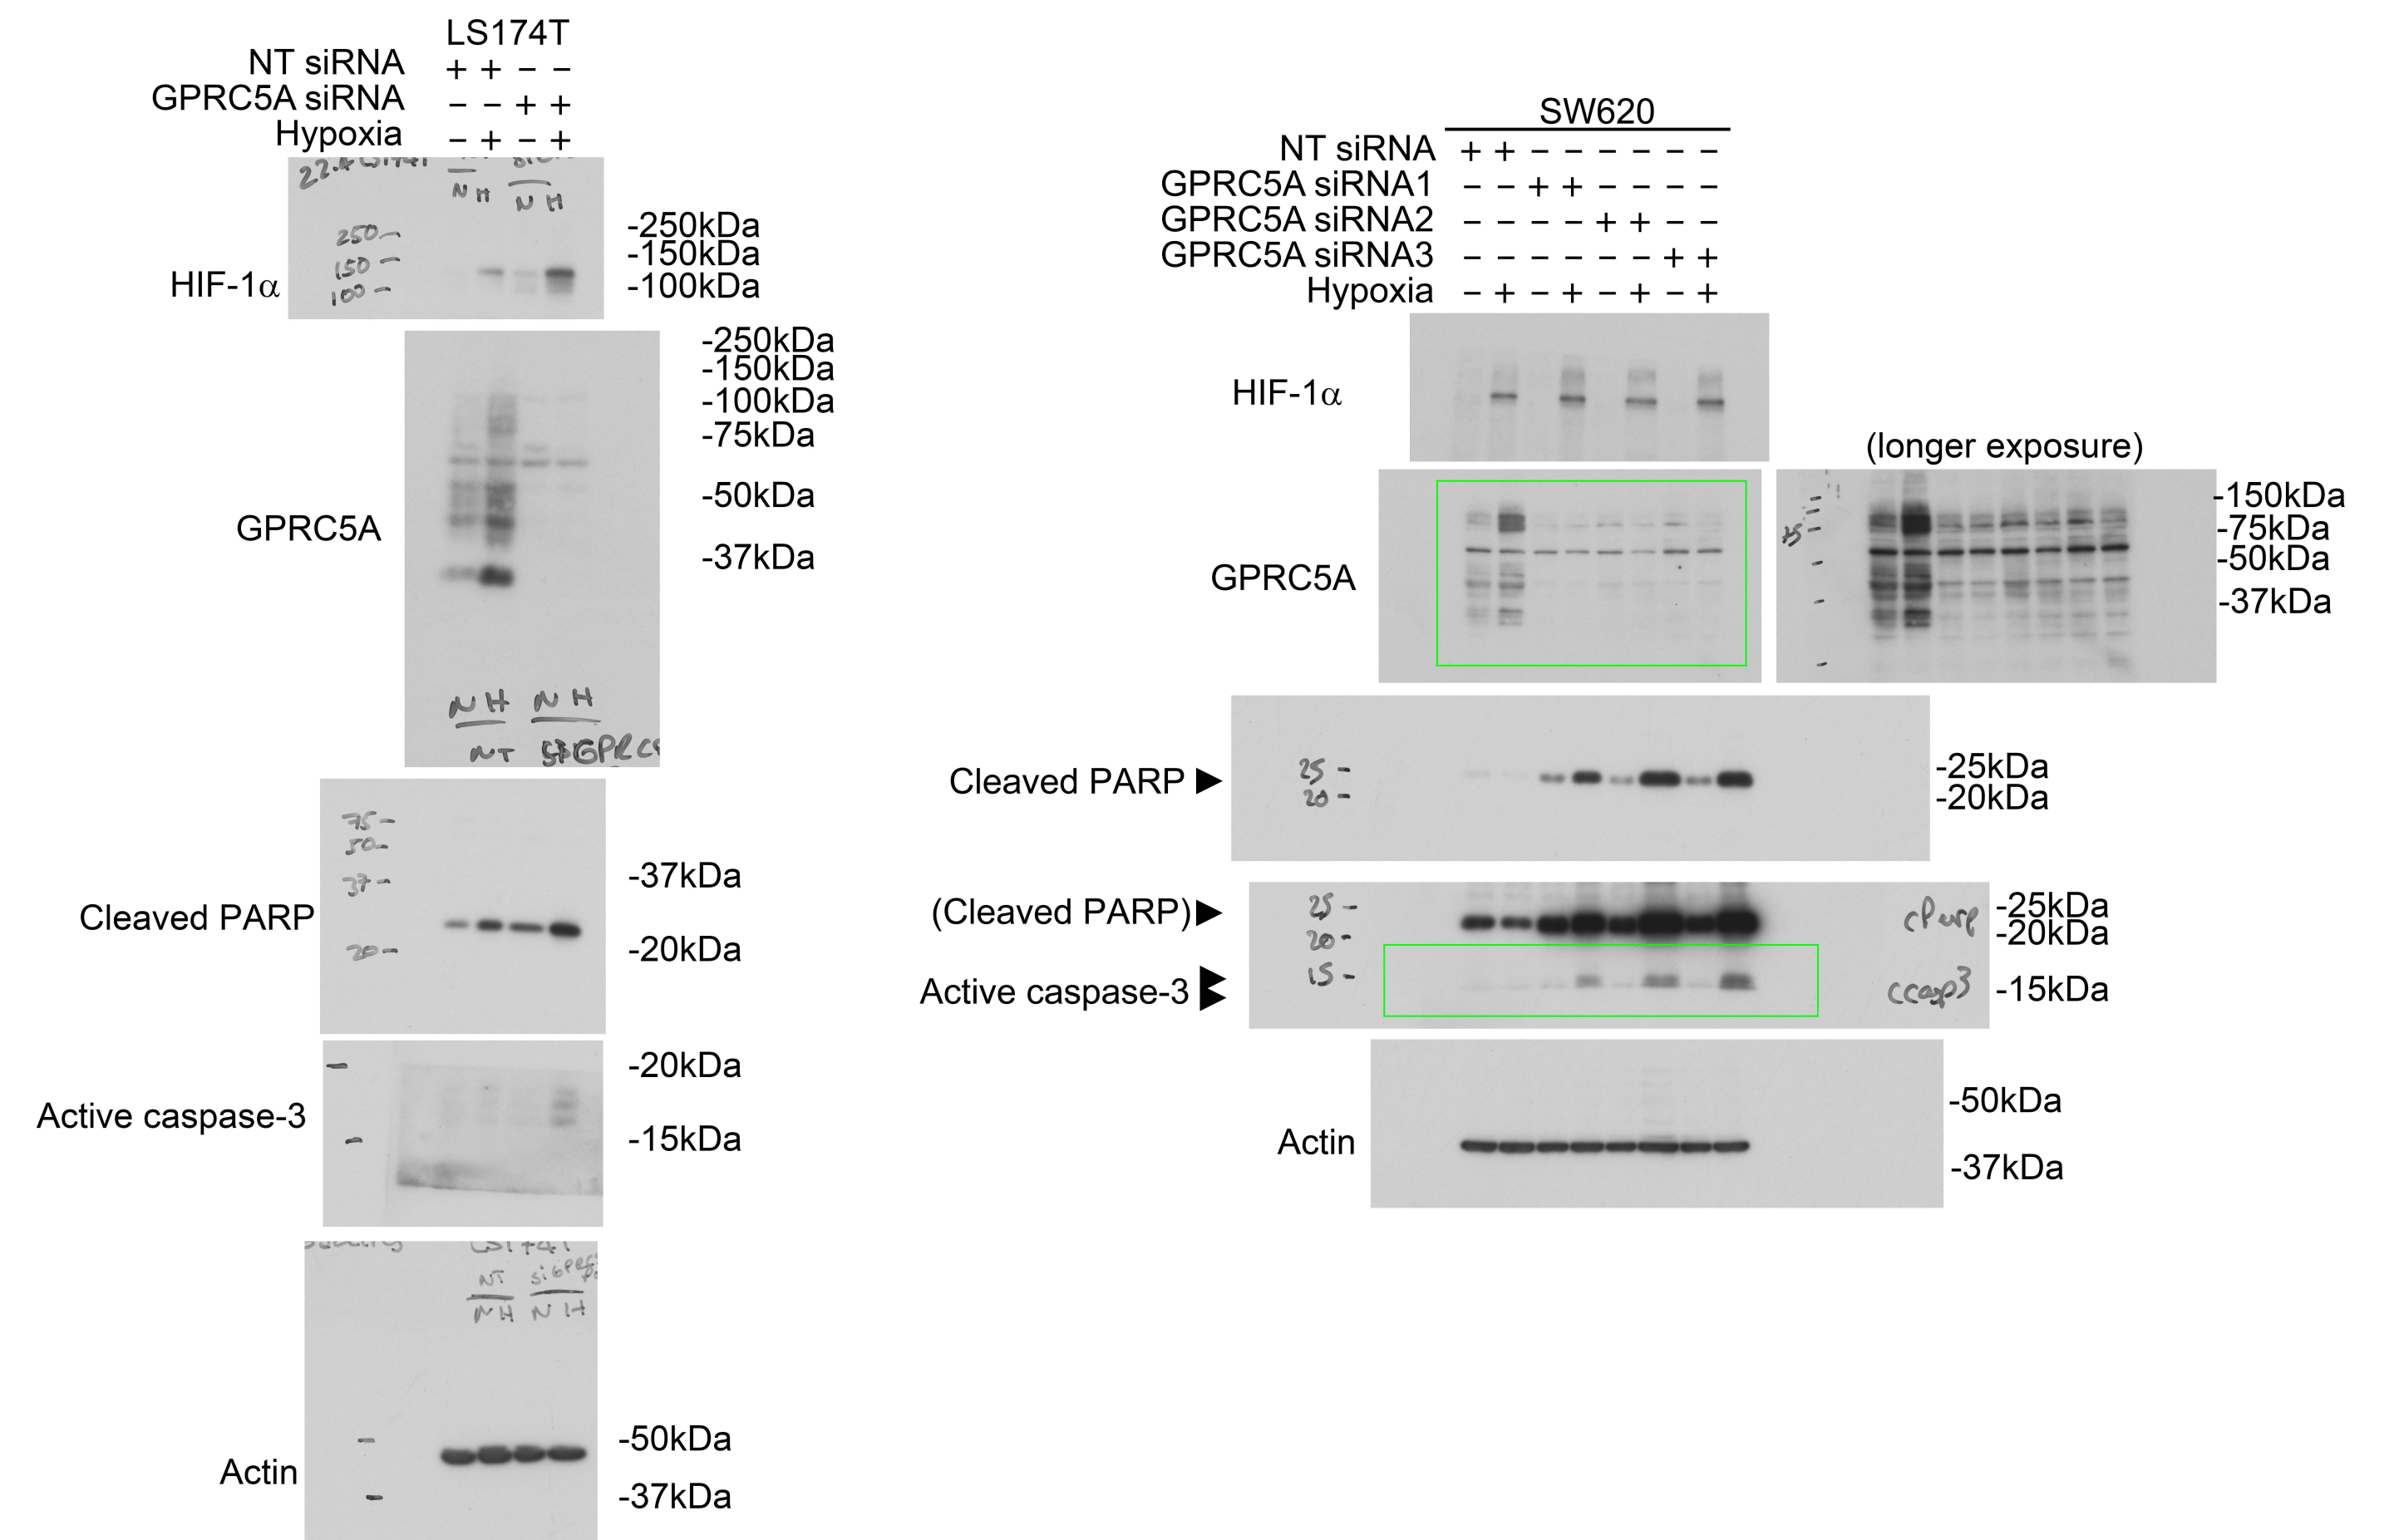 LS174T
NT siRNA + + − −
GPRC5A siRNA − − + +
Hypoxia − + − +
N H N H
250 -250kDa
150 -150kDa
HIF-1α 100 -100kDa
-250kDa
-150kDa
-100kDa
-75kDa
-50kDa
GPRC5A
-37kDa
N H N H
NT
75
50
37 -37kDa
Cleaved PARP
20 -20kDa
-20kDa
Active caspase-3
-15kDa
NT
N H N H
-50kDa
Actin
-37kDa
SW620
NT siRNA + + − − − − − −
GPRC5A siRNA1 − − + + − − − −
GPRC5A siRNA2 − − − − + + − −
GPRC5A siRNA3 − − − − − − + +
Hypoxia − + − + − + − +
HIF-1α
(longer exposure)
-150kDa
75 -75kDa
-50kDa
GPRC5A
-37kDa
25 - -25kDa
Cleaved PARP
20 - -20kDa
25 - -25kDa
(Cleaved PARP) cParp
20 - -20kDa
15 -
Active caspase-3 ccasp3 -15kDa
-50kDa
Actin
-37kDa